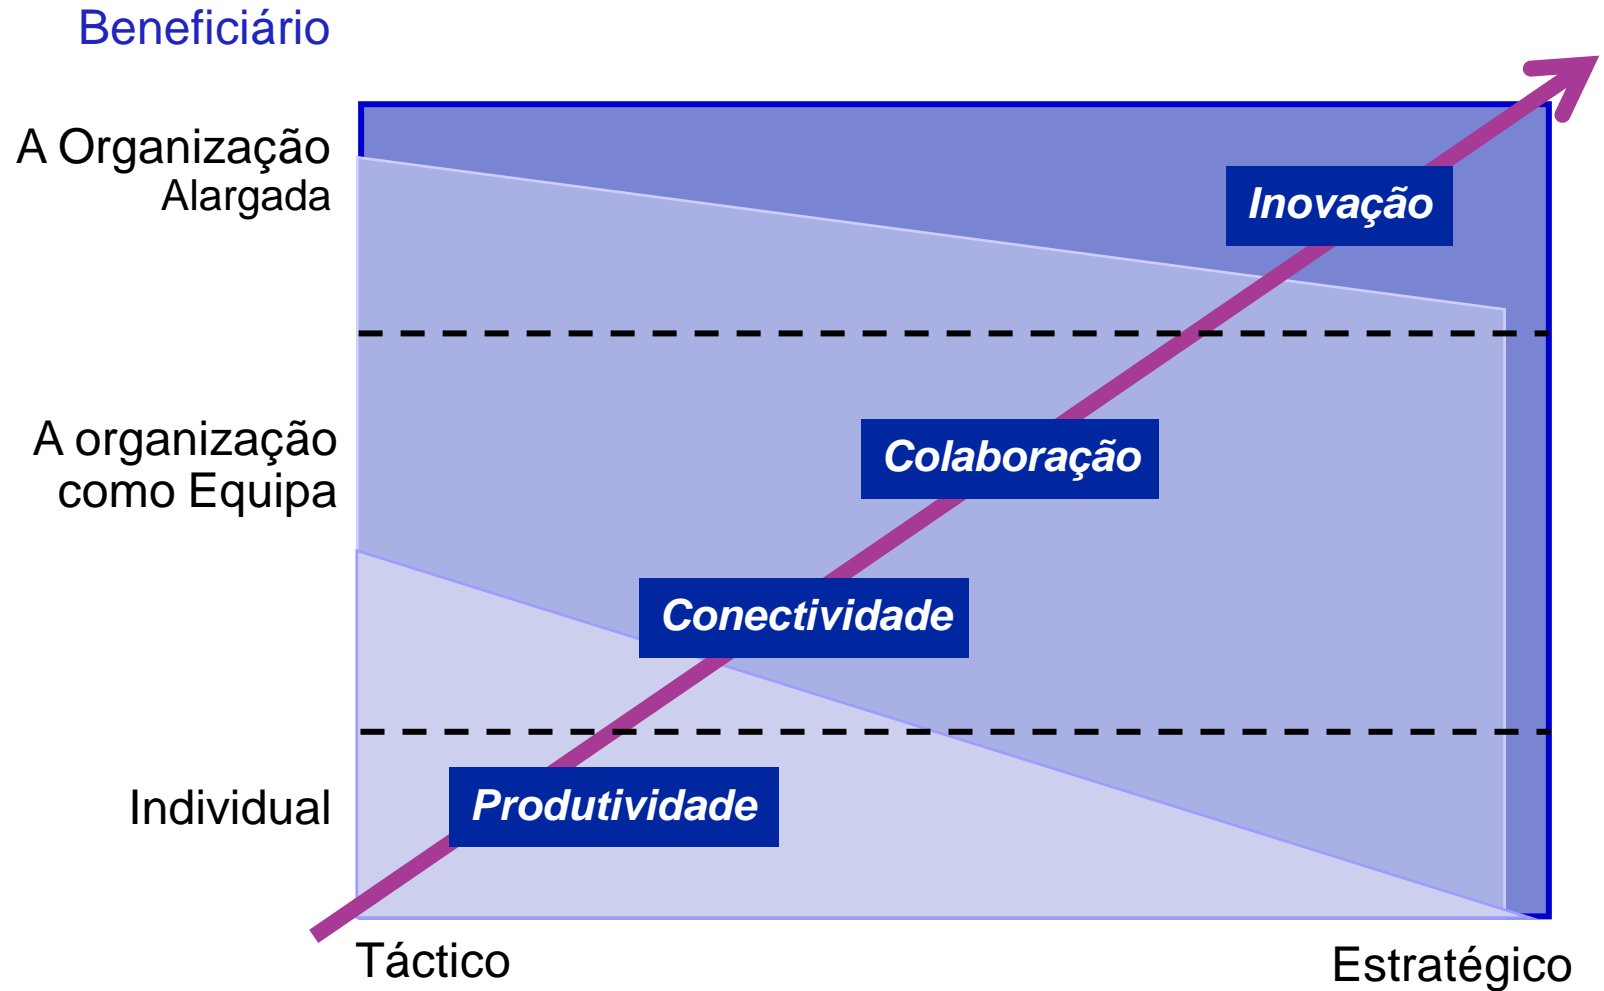 Beneficiário
A Organização
Alargada
Inovação
A organização
como Equipa
Colaboração
Conectividade
Individual
Produtividade
Táctico
Estratégico